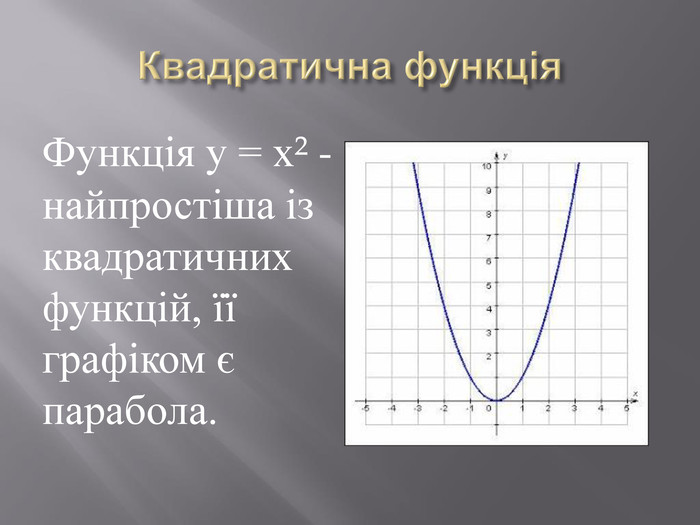 Квадратична функція
Функція y = x² -
найпростіша із
квадратичних
функцій, її
графіком є
парабола.
y
10
9
8
7
6
5
4
3
2
-5 -4 -3 -2 -1 0 1 2 3 4 5 x